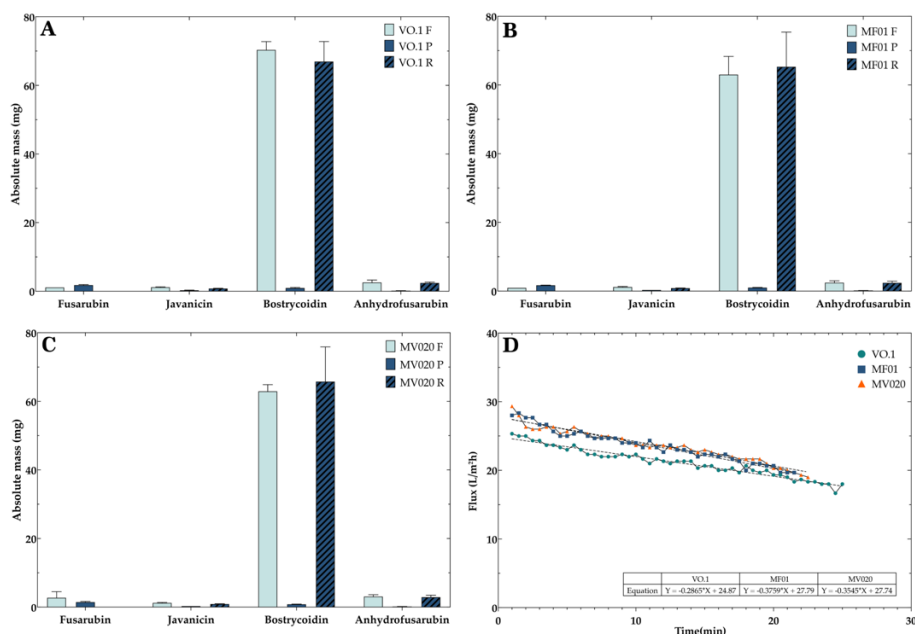 A
VO.1 F
VO.1 P
VO.1 R
Absolute mass (mg)
80
60
40
20
0
Fusarubin Javanicin Bostrycoidin Anhydrofusarubin
B
MF01 F
MF01 P
MF01 R
Absolute mass (mg)
80
60
40
20
0
Fusarubin Javanicin Bostrycoidin Anhydrofusarubin
C
MV020 F
MV020 P
MV020 R
Absolute mass (mg)
80
60
40
20
0
Fusarubin Javanicin Bostrycoidin Anhydrofusarubin
D
VO.1
MF01
MV020
Flux (L/m²h)
40
30
20
10
0
VO.1 MF01 MV020
Equation Y = -0.2865*X + 24.87 Y = -0.3759*X + 27.79 Y = -0.3545*X + 27.74
0 10 20 30
Time(min)